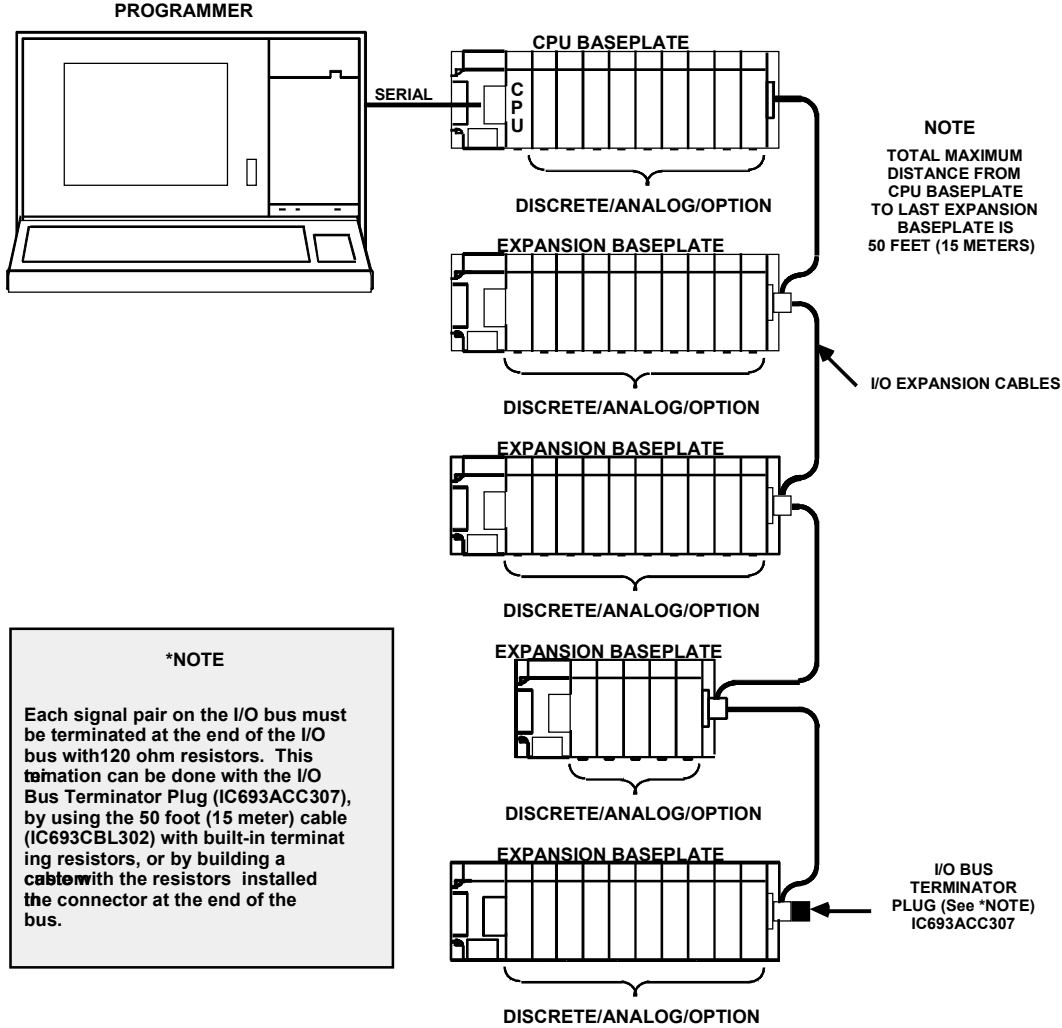 PROGRAMMER
CPU BASEPLATE
SERIAL
C
P
U
DISCRETE/ANALOG/OPTION
NOTE
TOTAL MAXIMUM
DISTANCE FROM
CPU BASEPLATE
TO LAST EXPANSION
BASEPLATE IS
50 FEET (15 METERS)
EXPANSION BASEPLATE
I/O EXPANSION CABLES
DISCRETE/ANALOG/OPTION
EXPANSION BASEPLATE
DISCRETE/ANALOG/OPTION
EXPANSION BASEPLATE
DISCRETE/ANALOG/OPTION
EXPANSION BASEPLATE
I/O BUS
TERMINATOR
PLUG (See *NOTE)
IC693ACC307
DISCRETE/ANALOG/OPTION
*NOTE
Each signal pair on the I/O bus must
be terminated at the end of the I/O
bus with120 ohm resistors. This
mination can be done with the I/O
Bus Terminator Plug (IC693ACC307),
by using the 50 foot (15 meter) cable
(IC693CBL302) with built-in terminat
ing resistors, or by building a
with the resistors installed
the connector at the end of the
bus.